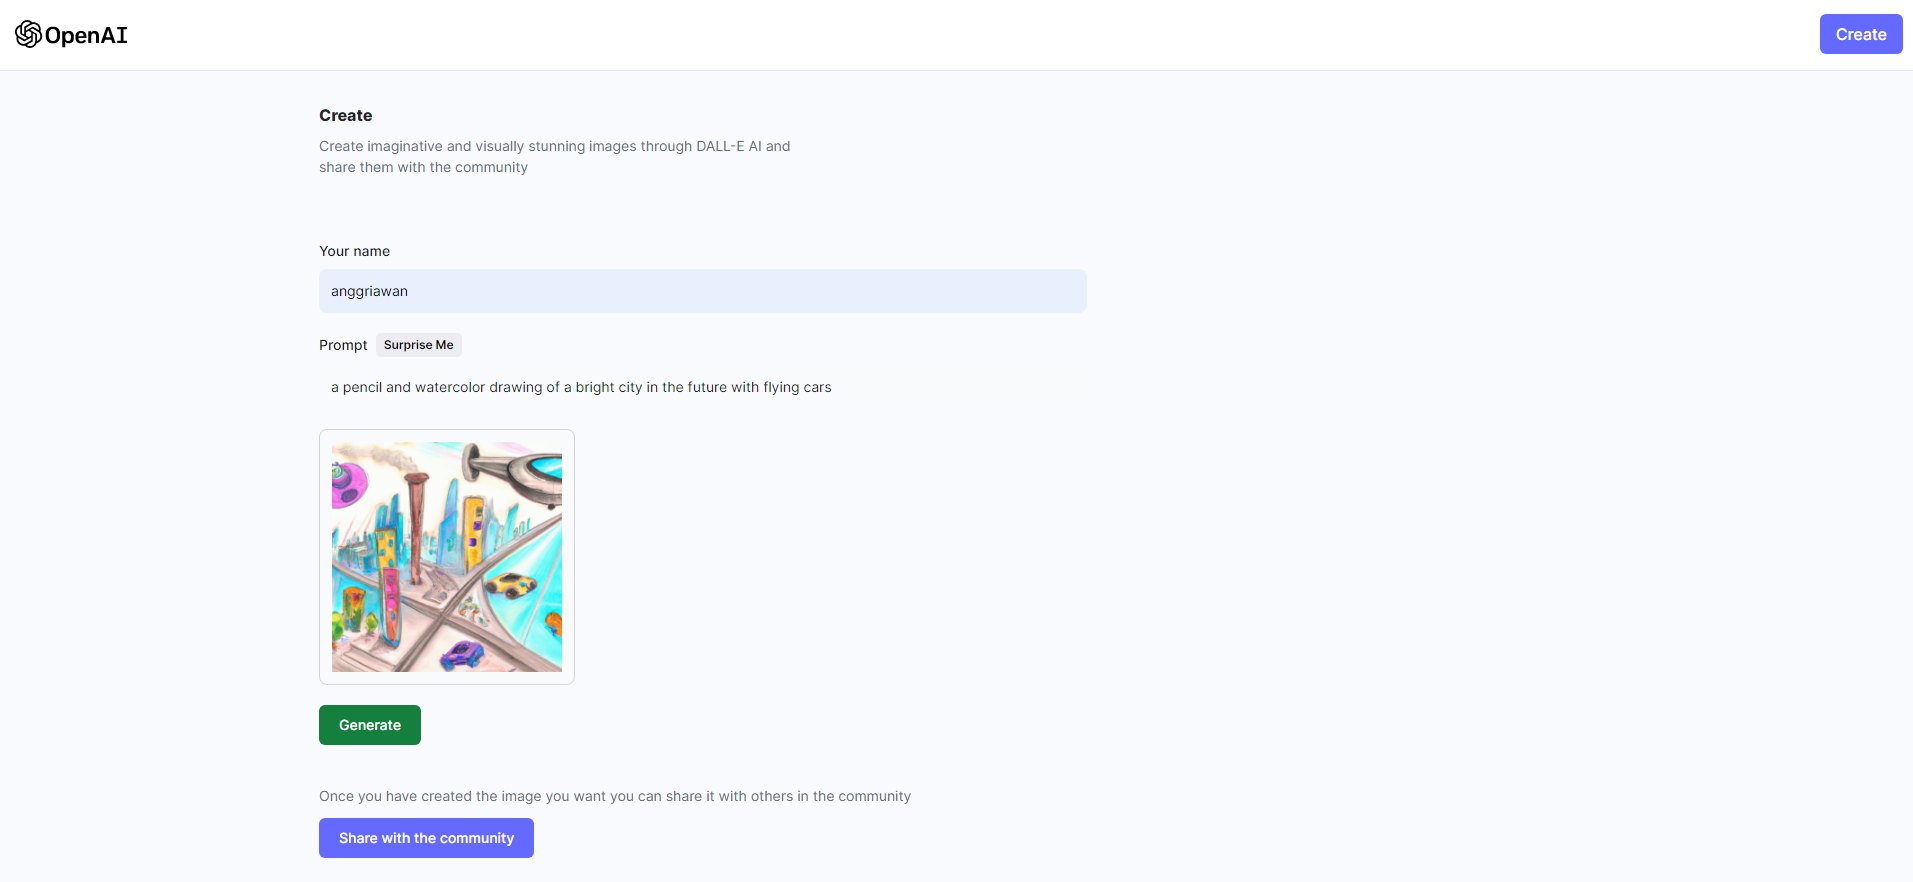 OpenAI
Create
Create
Create imaginative and visually stunning images through DALL-E AI and
share them with the community
Your name
anggriawan
Prompt Surprise Me
a pencil and watercolor drawing of a bright city in the future with flying cars
Generate
Once you have created the image you want you can share it with others in the community
Share with the community